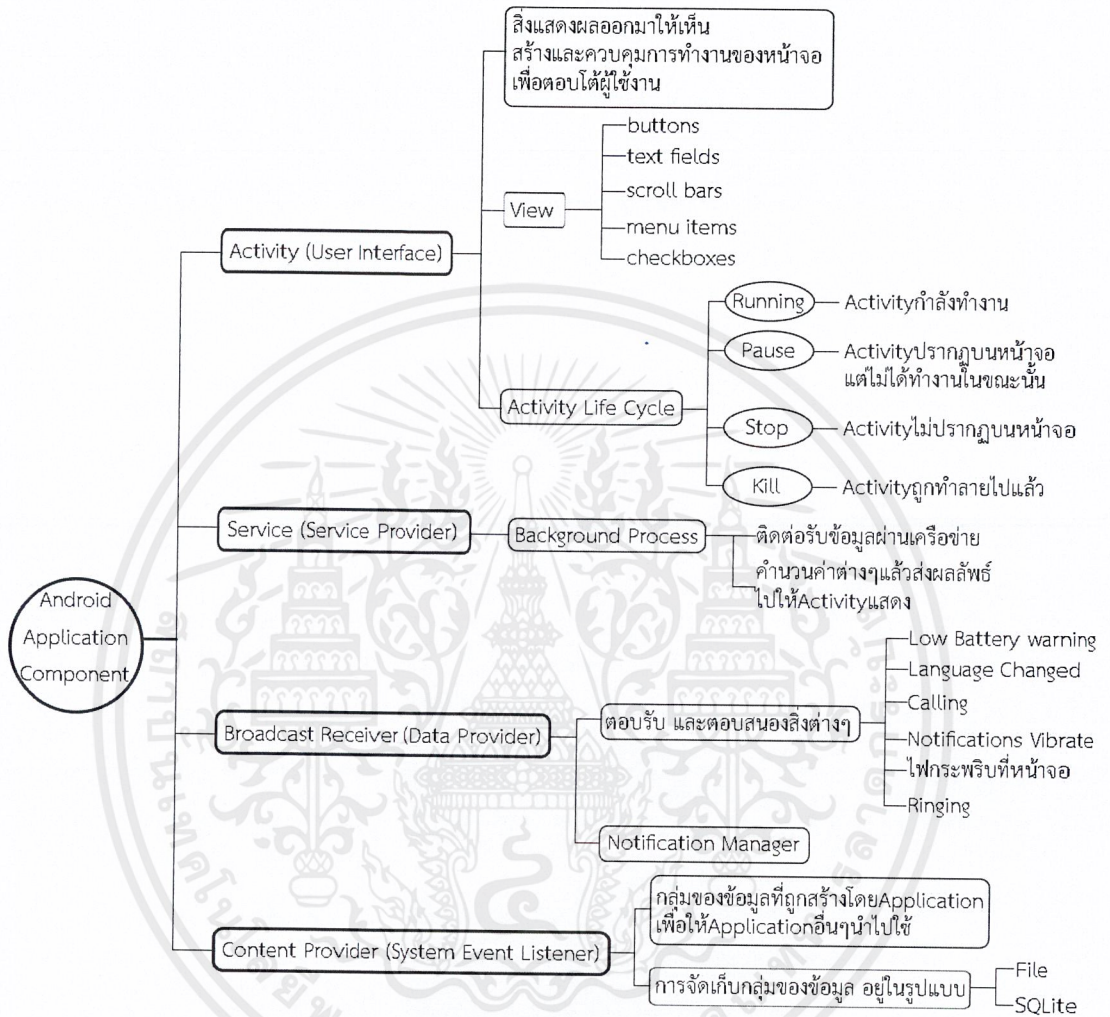 สิ่งแสดงผลออกมาให้เห็น
สร้างและควบคุมการทำงานของหน้าจอ
เพื่อตอบโต้ผู้ใช้งาน
buttons
text fields
scroll bars
View
menu items
checkboxes
Activity (User Interface)
Running
Activityกำลังทำงาน
Pause
Activityปรากฏบนหน้าจอ
แต่ไม่ได้ทำงานในขณะนั้น
Activity Life Cycle
Stop
Activityไม่ปรากฏบนหน้าจอ
Kill
Activityถูกทำลายไปแล้ว
Service (Service Provider)
Background Process
ติดต่อรับข้อมูลผ่านเครือข่าย
คำนวนค่าต่างๆแล้วส่งผลลัพธ์
ไปให้Activityแสดง
Android
Application
Component
Low Battery warning
Language Changed
Calling
Broadcast Receiver (Data Provider)
ตอบรับ และตอบสนองสิ่งต่างๆ
Notifications Vibrate
ไฟกระพริบที่หน้าจอ
Ringing
Notification Manager
กลุ่มของข้อมูลที่ถูกสร้างโดยApplication
เพื่อให้Applicationอื่นๆนำไปใช้
Content Provider (System Event Listener)
การจัดเก็บกลุ่มของข้อมูล อยู่ในรูปแบบ
File
SQLite